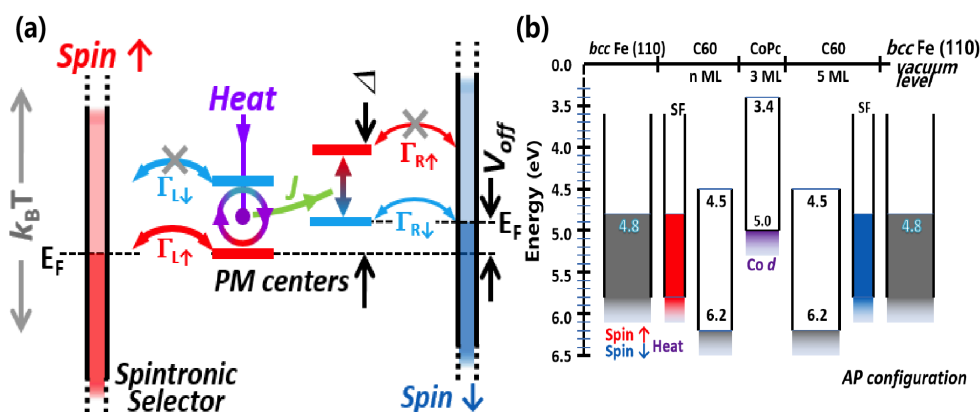 (a)
Spin ↑
k_BT
E_F
Heat
Γ_L↓
Γ_L↑
J
PM centers
Δ
Γ_R↑
Γ_R↓
V_off
E_F
Spintronic
Selector
Spin ↓
(b)
bcc Fe (110) C60 CoPc C60 bcc Fe (110)
n ML 3 ML 5 ML vacuum
level
Energy (eV)
0.0
3.5
4.0
4.5
5.0
5.5
6.0
6.5
SF 3.4 SF
4.5 4.5
4.8 5.0 4.8
Co d
6.2 6.2
Spin ↑
Spin ↓
Heat
AP configuration